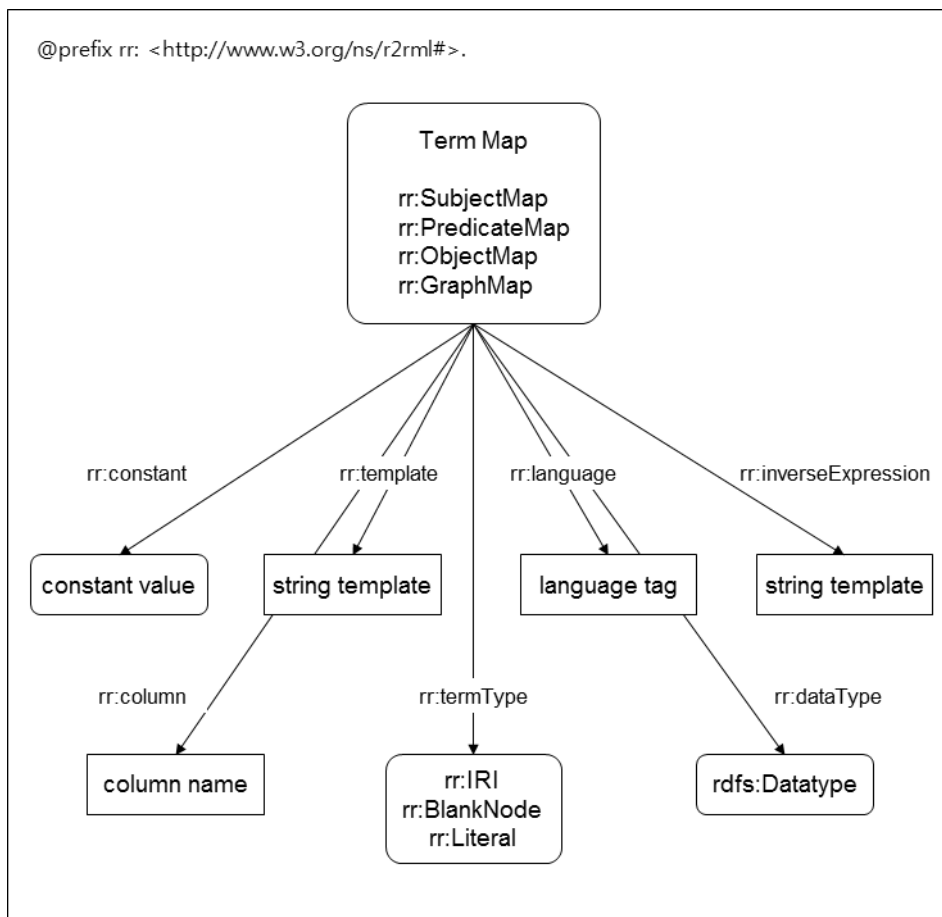 @prefix rr: <http://www.w3.org/ns/r2rml#>.
Term Map
rr:SubjectMap
rr:PredicateMap
rr:ObjectMap
rr:GraphMap
rr:constant
rr:template
rr:language
rr:inverseExpression
constant value
string template
language tag
string template
rr:column
rr:termType
rr:dataType
column name
rr:IRI
rr:BlankNode
rr:Literal
rdfs:Datatype